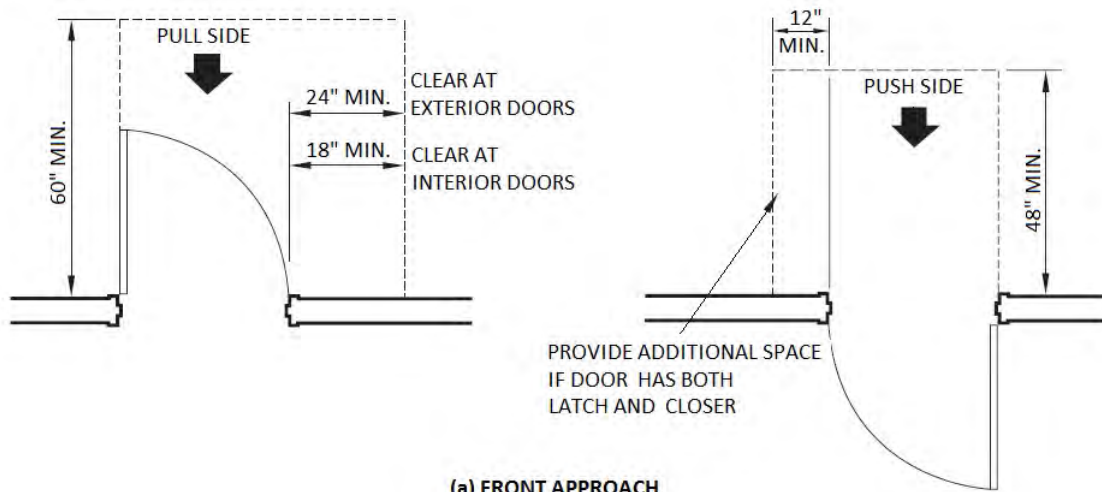 PULL SIDE
60" MIN.
24" MIN.
CLEAR AT
EXTERIOR DOORS
18" MIN.
CLEAR AT
INTERIOR DOORS
12"
MIN.
PUSH SIDE
48" MIN.
PROVIDE ADDITIONAL SPACE
IF DOOR HAS BOTH
LATCH AND CLOSER
(a) FRONT APPROACH